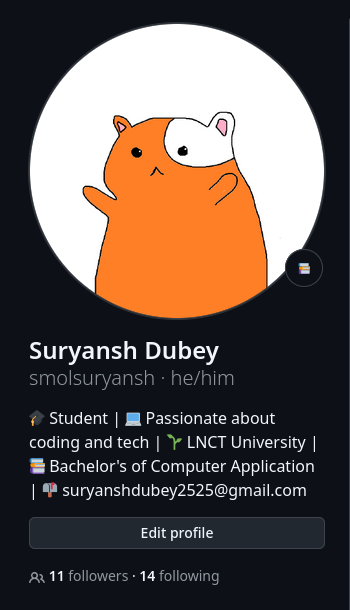 Suryansh Dubey
smolsuryansh · he/him
🎓 Student | 💻 Passionate about
coding and tech | 🌱 LNCT University |
📚 Bachelor's of Computer Application
| 📬 suryanshdubey2525@gmail.com
Edit profile
11 followers · 14 following